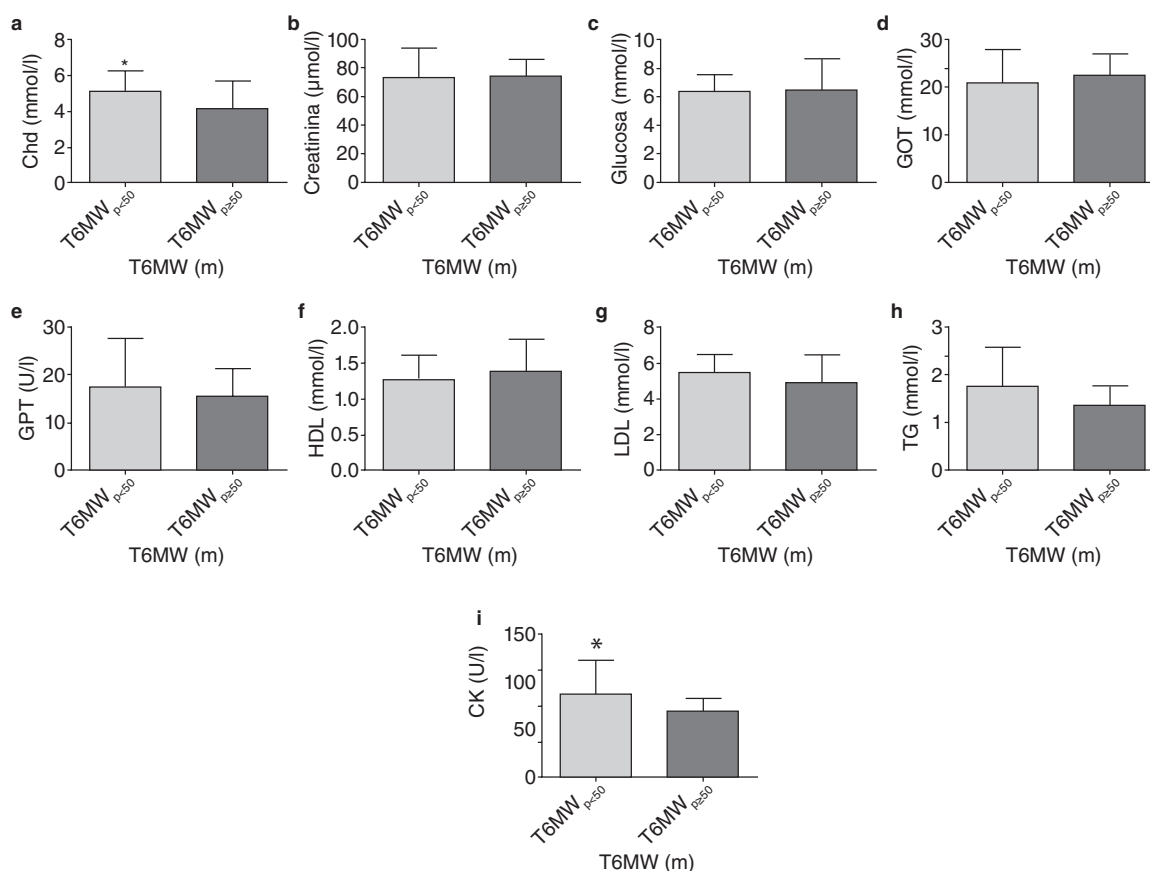 a
Chd (mmol/l)
8
6
4
2
0
*
T6MW p<50
T6MW p≥50
T6MW (m)
b
Creatinina (μmol/l)
100
80
60
40
20
0
T6MW p<50
T6MW p≥50
T6MW (m)
c
Glucosa (mmol/l)
10
8
6
4
2
0
T6MW p<50
T6MW p≥50
T6MW (m)
d
GOT (mmol/l)
30
20
10
0
T6MW p<50
T6MW p≥50
T6MW (m)
e
GPT (U/l)
30
20
10
0
T6MW p<50
T6MW p≥50
T6MW (m)
f
HDL (mmol/l)
2.0
1.5
1.0
0.5
0.0
T6MW p<50
T6MW p≥50
T6MW (m)
g
LDL (mmol/l)
8
6
4
2
0
T6MW p<50
T6MW p≥50
T6MW (m)
h
TG (mmol/l)
3
2
1
0
T6MW p<50
T6MW p≥50
T6MW (m)
i
CK (U/l)
150
100
50
0
*
T6MW p<50
T6MW p≥50
T6MW (m)